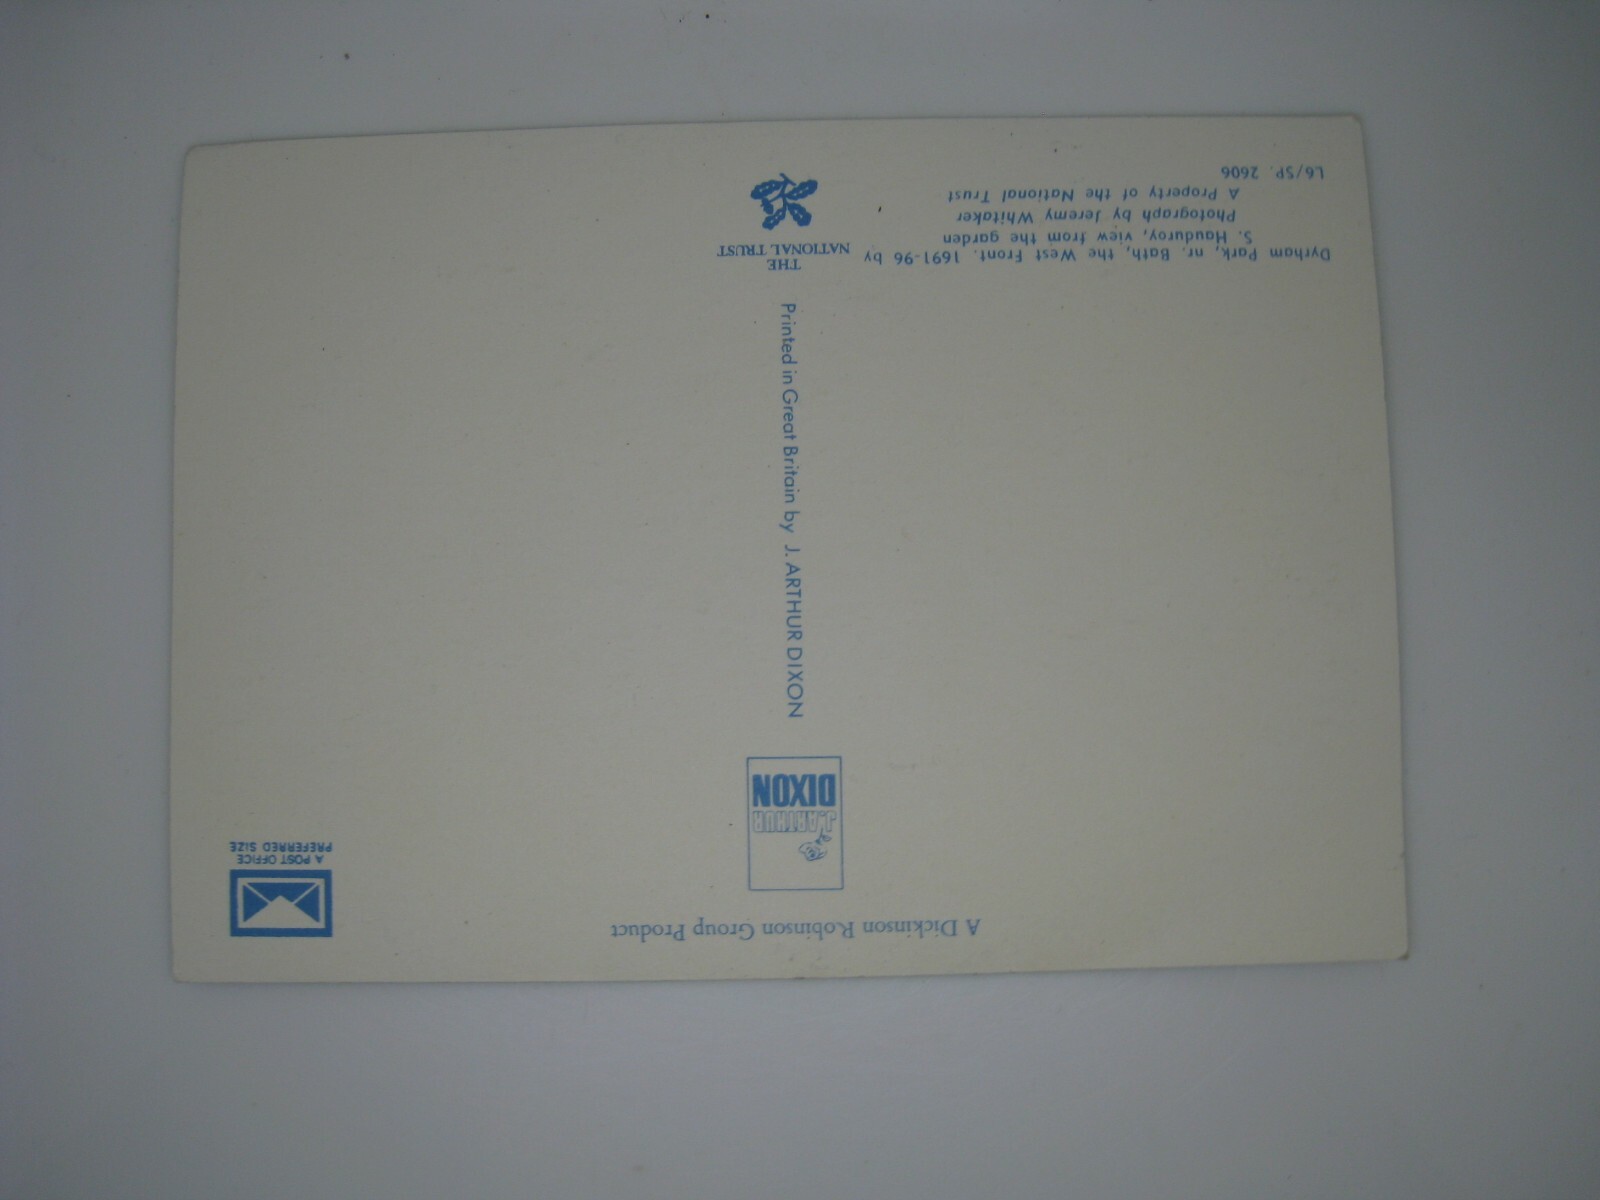 A Dickinson Robinson Group Product
A POST OFFICE
PREFERRED SIZE
J. ARTHUR
DIXON
Printed in Great Britain by J. ARTHUR DIXON
Dyrham Park, nr. Bath, the West Front. 1691-96 by
S. Hauduroy, view from the garden
Photograph by Jeremy Whitaker
A Property of the National Trust
L6/SP. 2606
THE
NATIONAL TRUST